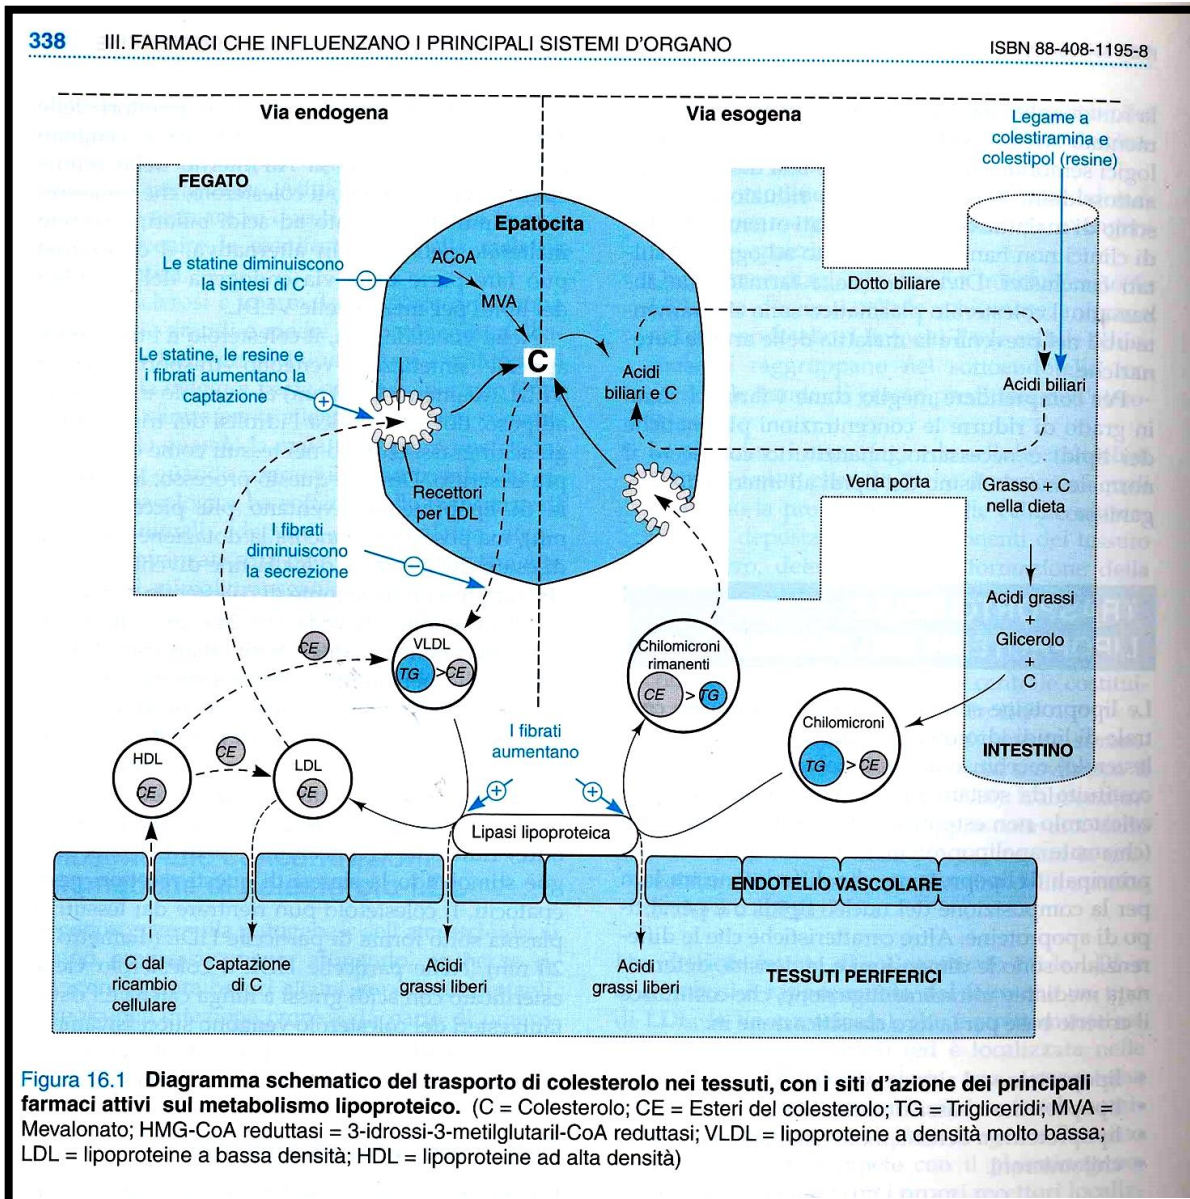 338 III. FARMACI CHE INFLUENZANO I PRINCIPALI SISTEMI D'ORGANO ISBN 88-408-1195-8
Via endogena
Via esogena
Legame a
colestiramina e
colestipol (resine)
FEGATO
Epatocita
ACoA
Le statine diminuiscono
la sintesi di C
−
MVA
Dotto biliare
C
Le statine, le resine e
i fibrati aumentano la
captazione
+
Acidi
biliari e C
Acidi biliari
Recettori
per LDL
Vena porta
Grasso + C
nella dieta
I fibrati
diminuiscono
la secrezione
−
Acidi grassi
+
Glicerolo
+
C
CE
VLDL
TG >CE
Chilomicroni
rimanenti
CE > TG
Chilomicroni
TG > CE
INTESTINO
I fibrati
aumentano
HDL
CE
CE
LDL
CE
+
+
Lipasi lipoproteica
ENDOTELIO VASCOLARE
C dal
ricambio
cellulare
Captazione
di C
Acidi
grassi liberi
Acidi
grassi liberi
TESSUTI PERIFERICI
Figura 16.1 Diagramma schematico del trasporto di colesterolo nei tessuti, con i siti d'azione dei principali
farmaci attivi sul metabolismo lipoproteico. (C = Colesterolo; CE = Esteri del colesterolo; TG = Trigliceridi; MVA =
Mevalonato; HMG-CoA reduttasi = 3-idrossi-3-metilglutaril-CoA reduttasi; VLDL = lipoproteine a densità molto bassa;
LDL = lipoproteine a bassa densità; HDL = lipoproteine ad alta densità)